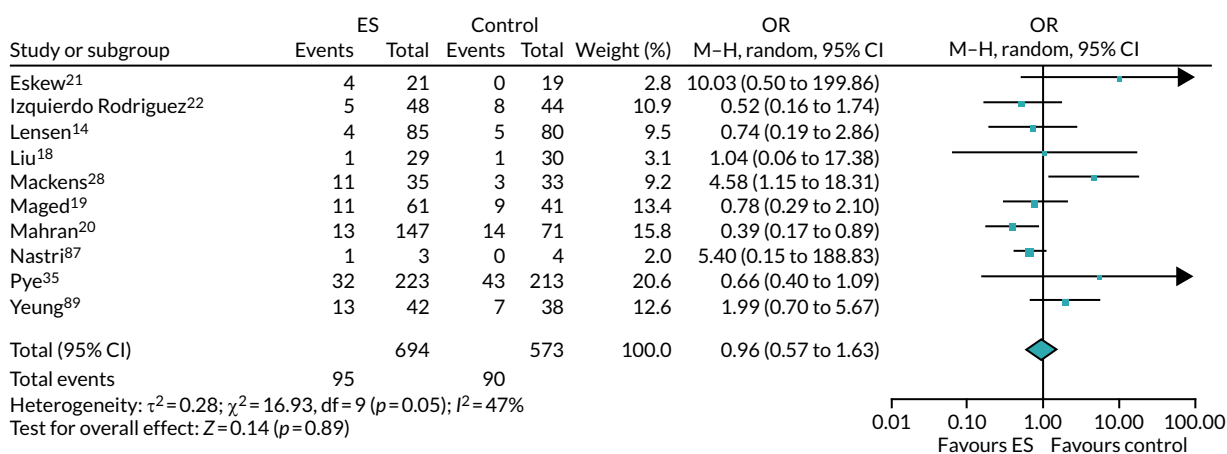 ES Control OR OR
Study or subgroup Events Total Events Total Weight (%) M–H, random, 95% CI M–H, random, 95% CI
Eskew21 4 21 0 19 2.8 10.03 (0.50 to 199.86)
Izquierdo Rodriguez22 5 48 8 44 10.9 0.52 (0.16 to 1.74)
Lensen14 4 85 5 80 9.5 0.74 (0.19 to 2.86)
Liu18 1 29 1 30 3.1 1.04 (0.06 to 17.38)
Mackens28 11 35 3 33 9.2 4.58 (1.15 to 18.31)
Maged19 11 61 9 41 13.4 0.78 (0.29 to 2.10)
Mahran20 13 147 14 71 15.8 0.39 (0.17 to 0.89)
Nastri87 1 3 0 4 2.0 5.40 (0.15 to 188.83)
Pye35 32 223 43 213 20.6 0.66 (0.40 to 1.09)
Yeung89 13 42 7 38 12.6 1.99 (0.70 to 5.67)
Total (95% CI) 694 573 100.0 0.96 (0.57 to 1.63)
Total events 95 90
Heterogeneity: τ2=0.28; χ2=16.93, df=9 (p=0.05); I2=47%
Test for overall effect: Z=0.14 (p=0.89)
0.01 0.10 1.00 10.00 100.00
Favours ES Favours control